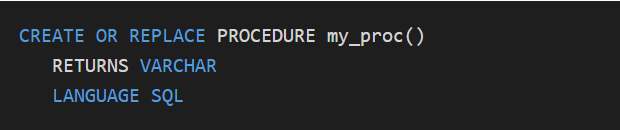 CREATE OR REPLACE PROCEDURE my_proc()
RETURNS VARCHAR
LANGUAGE SQL